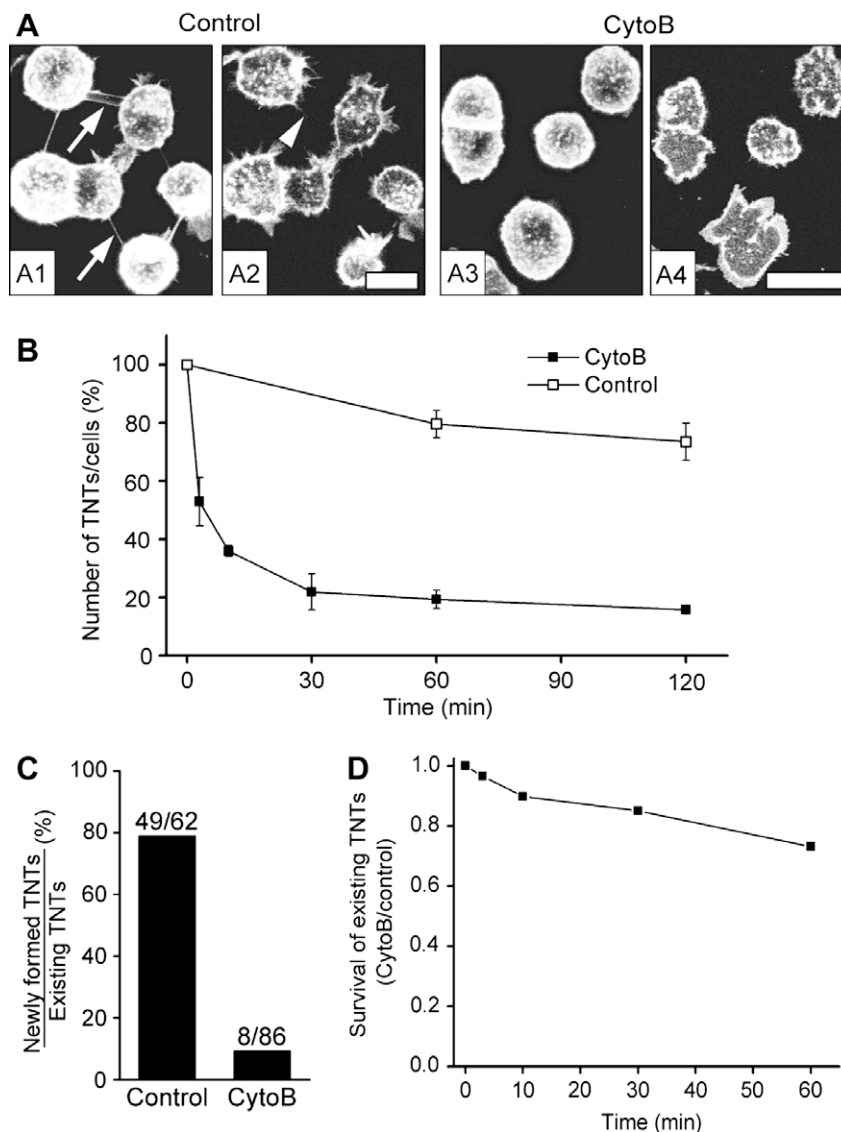 A
Control
CytoB
A1
A2
A3
A4
B
Number of TNTs/cells (%)
100
80
60
40
20
0
CytoB
Control
0
30
60
90
120
Time (min)
C
Newly formed TNTs
Existing TNTs
(%)
100
80
60
40
20
0
49/62
8/86
Control
CytoB
D
Survival of existing TNTs
(CytoB/control)
1.0
0.8
0.6
0.4
0.2
0.0
0
10
20
30
40
50
60
Time (min)